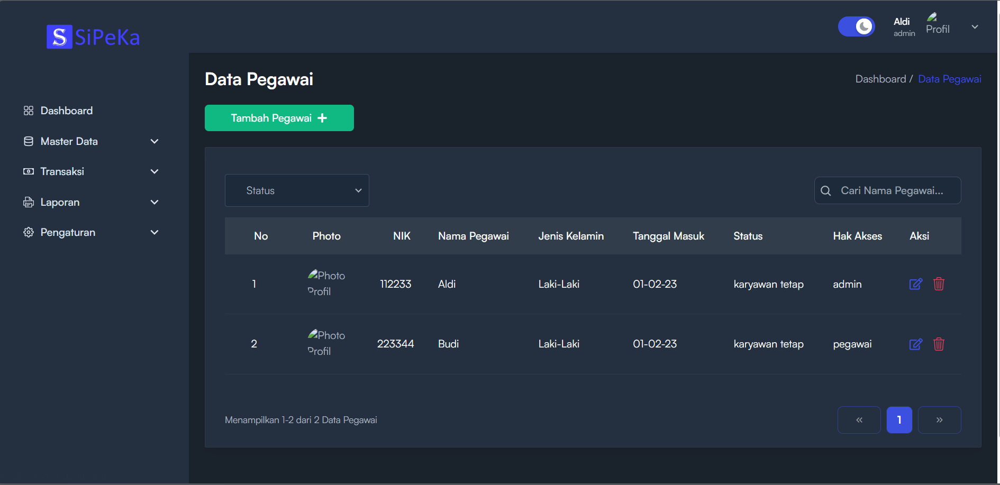 S SiPeKa
Aldi
admin
Profil
Dashboard
Master Data
Transaksi
Laporan
Pengaturan
Data Pegawai
Dashboard / Data Pegawai
Tambah Pegawai +
Status
Cari Nama Pegawai...
No Photo NIK Nama Pegawai Jenis Kelamin Tanggal Masuk Status Hak Akses Aksi
1 Photo Profil 112233 Aldi Laki-Laki 01-02-23 karyawan tetap admin
2 Photo Profil 223344 Budi Laki-Laki 01-02-23 karyawan tetap pegawai
Menampilkan 1-2 dari 2 Data Pegawai
« 1 »